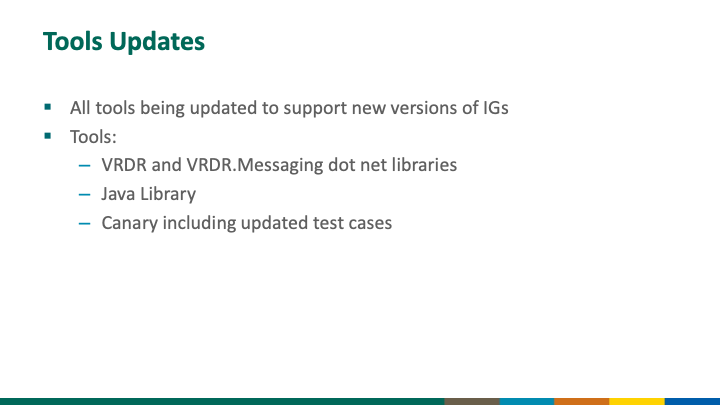 Tools Updates
▪ All tools being updated to support new versions of IGs
▪ Tools:
– VRDR and VRDR.Messaging dot net libraries
– Java Library
– Canary including updated test cases